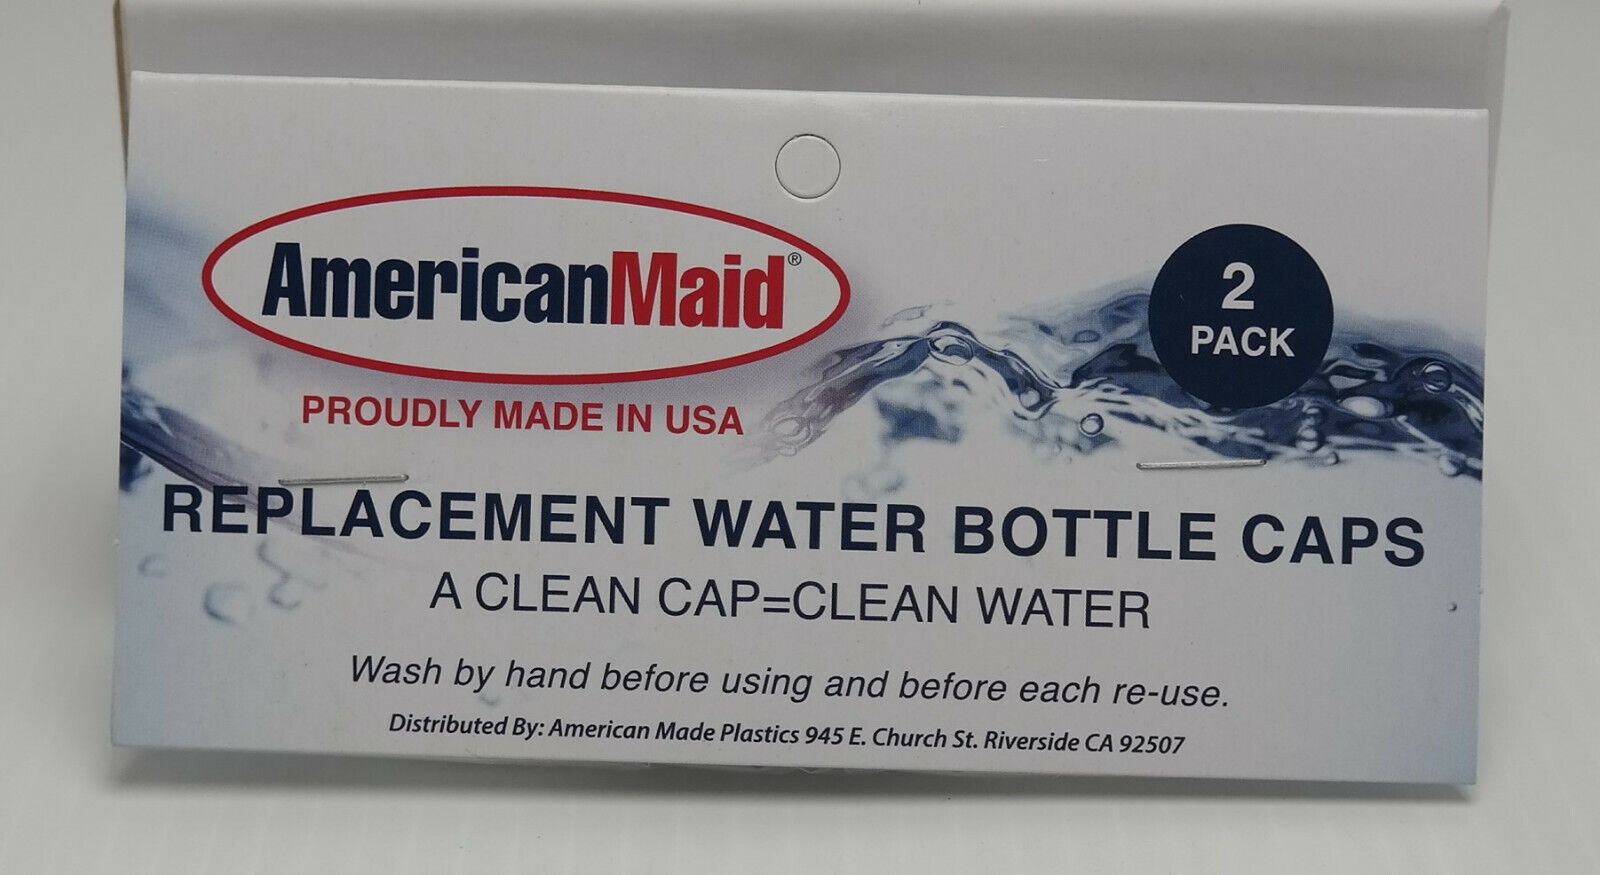 AmericanMaid®
PROUDLY MADE IN USA
2
PACK
REPLACEMENT WATER BOTTLE CAPS
A CLEAN CAP=CLEAN WATER
Wash by hand before using and before each re-use.
Distributed By: American Made Plastics 945 E. Church St. Riverside CA 92507